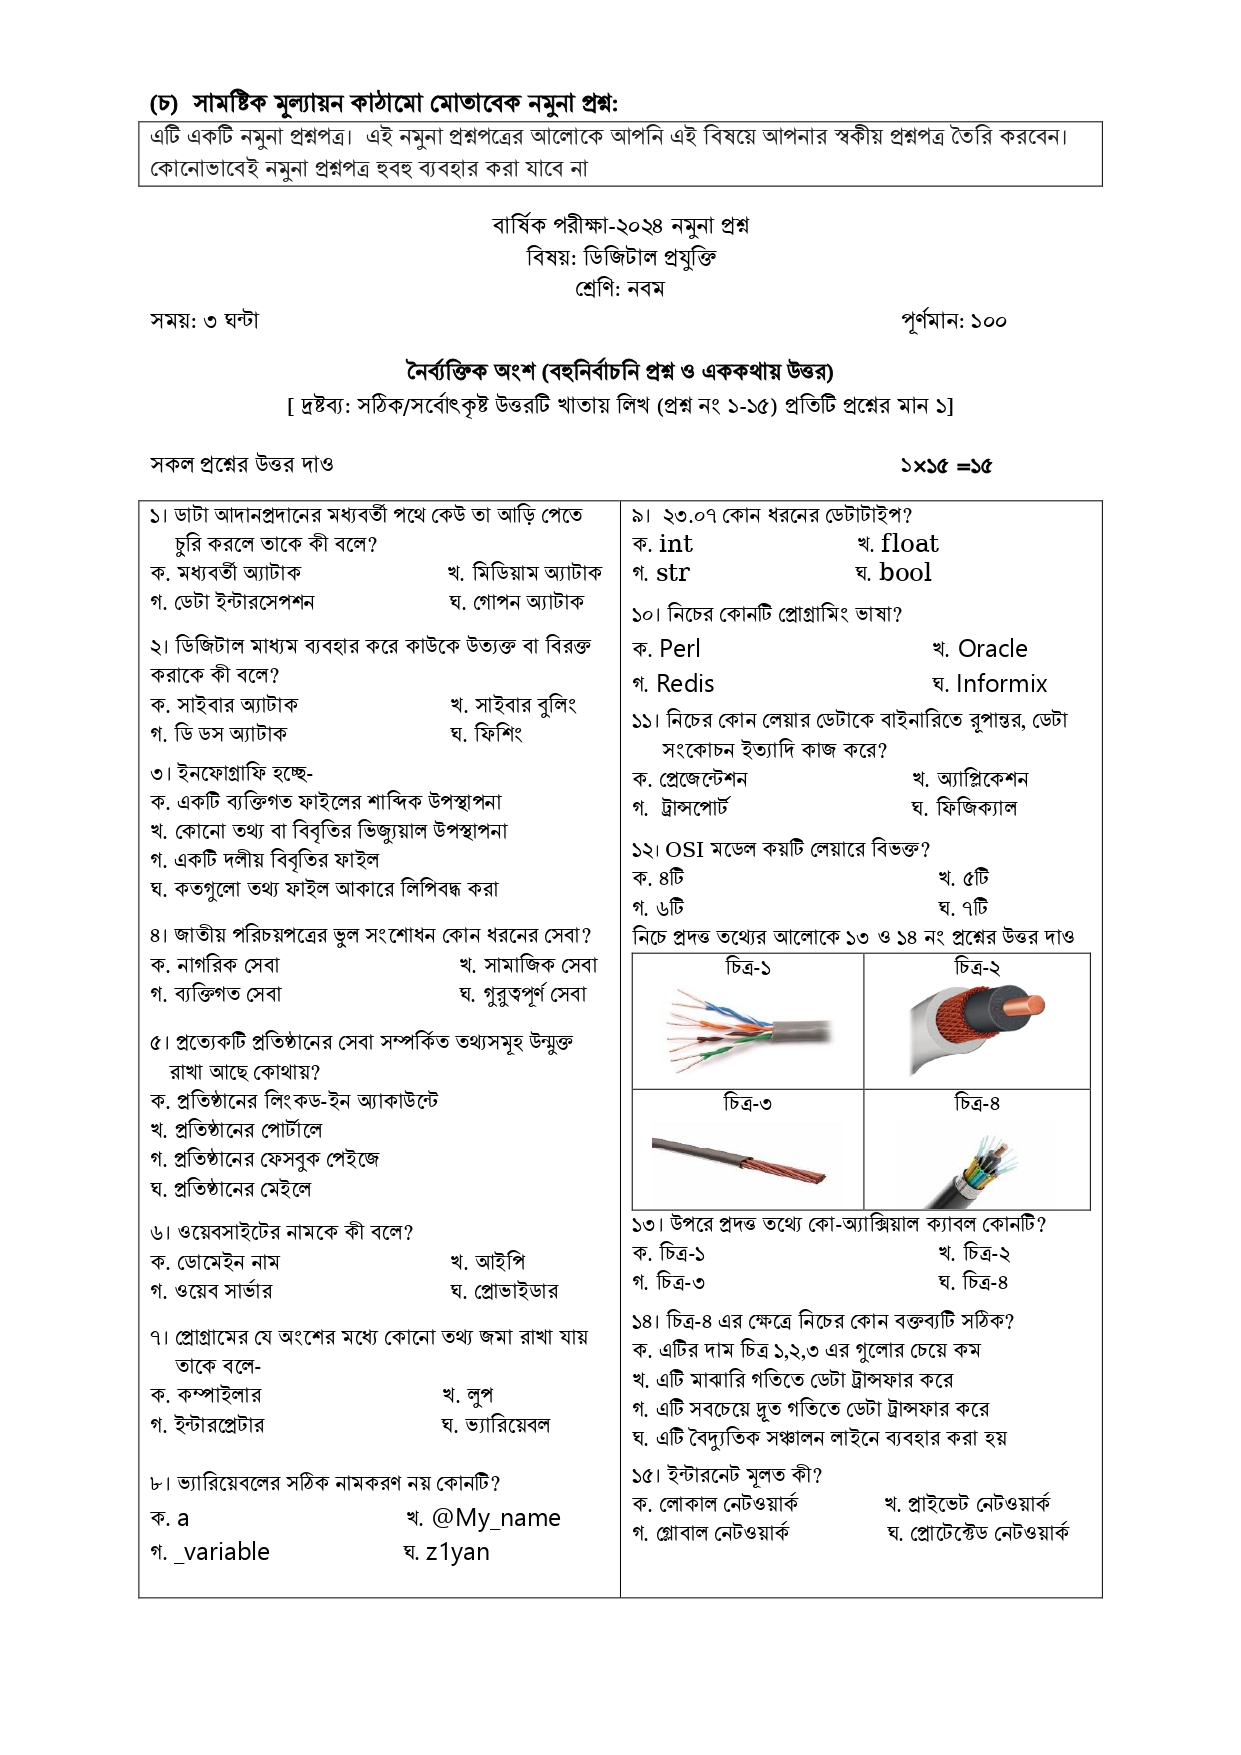 (চ) সামষ্টিক মূল্যায়ন কাঠামো মোতাবেক নমুনা প্রশ্ন:
এটি একটি নমুনা প্রশ্নপত্র। এই নমুনা প্রশ্নপত্রের আলোকে আপনি এই বিষয়ে আপনার স্বকীয় প্রশ্নপত্র তৈরি করবেন।
কোনোভাবেই নমুনা প্রশ্নপত্র হুবহু ব্যবহার করা যাবে না
বার্ষিক পরীক্ষা-২০২৪ নমুনা প্রশ্ন
বিষয়: ডিজিটাল প্রযুক্তি
শ্রেণি: নবম
সময়: ৩ ঘন্টা পূর্ণমান: ১০০
নৈর্ব্যক্তিক অংশ (বহুনির্বাচনি প্রশ্ন ও এককথায় উত্তর)
[ দ্রষ্টব্য: সঠিক/সর্বোৎকৃষ্ট উত্তরটি খাতায় লিখ (প্রশ্ন নং ১-১৫) প্রতিটি প্রশ্নের মান ১]
সকল প্রশ্নের উত্তর দাও ১×১৫ =১৫
১। ডাটা আদানপ্রদানের মধ্যবর্তী পথে কেউ তা আড়ি পেতে
চুরি করলে তাকে কী বলে?
ক. মধ্যবর্তী অ্যাটাক খ. মিডিয়াম অ্যাটাক
গ. ডেটা ইন্টারসেপশন ঘ. গোপন অ্যাটাক
২। ডিজিটাল মাধ্যম ব্যবহার করে কাউকে উত্যক্ত বা বিরক্ত
করাকে কী বলে?
ক. সাইবার অ্যাটাক খ. সাইবার বুলিং
গ. ডি ডস অ্যাটাক ঘ. ফিশিং
৩। ইনফোগ্রাফি হচ্ছে-
ক. একটি ব্যক্তিগত ফাইলের শাব্দিক উপস্থাপনা
খ. কোনো তথ্য বা বিবৃতির ভিজ্যুয়াল উপস্থাপনা
গ. একটি দলীয় বিবৃতির ফাইল
ঘ. কতগুলো তথ্য ফাইল আকারে লিপিবদ্ধ করা
৪। জাতীয় পরিচয়পত্রের ভুল সংশোধন কোন ধরনের সেবা?
ক. নাগরিক সেবা খ. সামাজিক সেবা
গ. ব্যক্তিগত সেবা ঘ. গুরুত্বপূর্ণ সেবা
৫। প্রত্যেকটি প্রতিষ্ঠানের সেবা সম্পর্কিত তথ্যসমূহ উন্মুক্ত
রাখা আছে কোথায়?
ক. প্রতিষ্ঠানের লিংকড-ইন অ্যাকাউন্টে
খ. প্রতিষ্ঠানের পোর্টালে
গ. প্রতিষ্ঠানের ফেসবুক পেইজে
ঘ. প্রতিষ্ঠানের মেইলে
৬। ওয়েবসাইটের নামকে কী বলে?
ক. ডোমেইন নাম খ. আইপি
গ. ওয়েব সার্ভার ঘ. প্রোভাইডার
৭। প্রোগ্রামের যে অংশের মধ্যে কোনো তথ্য জমা রাখা যায়
তাকে বলে-
ক. কম্পাইলার খ. লুপ
গ. ইন্টারপ্রেটার ঘ. ভ্যারিয়েবল
৮। ভ্যারিয়েবলের সঠিক নামকরণ নয় কোনটি?
ক. a খ. @My_name
গ. _variable ঘ. z1yan
৯। ২৩.০৭ কোন ধরনের ডেটাটাইপ?
ক. int খ. float
গ. str ঘ. bool
১০। নিচের কোনটি প্রোগ্রামিং ভাষা?
ক. Perl খ. Oracle
গ. Redis ঘ. Informix
১১। নিচের কোন লেয়ার ডেটাকে বাইনারিতে রূপান্তর, ডেটা
সংকোচন ইত্যাদি কাজ করে?
ক. প্রেজেন্টেশন খ. অ্যাপ্লিকেশন
গ. ট্রান্সপোর্ট ঘ. ফিজিক্যাল
১২। OSI মডেল কয়টি লেয়ারে বিভক্ত?
ক. ৪টি খ. ৫টি
গ. ৬টি ঘ. ৭টি
নিচে প্রদত্ত তথ্যের আলোকে ১৩ ও ১৪ নং প্রশ্নের উত্তর দাও
চিত্র-১ চিত্র-২
চিত্র-৩ চিত্র-৪
১৩। উপরে প্রদত্ত তথ্যে কো-অ্যাক্সিয়াল ক্যাবল কোনটি?
ক. চিত্র-১ খ. চিত্র-২
গ. চিত্র-৩ ঘ. চিত্র-৪
১৪। চিত্র-৪ এর ক্ষেত্রে নিচের কোন বক্তব্যটি সঠিক?
ক. এটির দাম চিত্র ১,২,৩ এর গুলোর চেয়ে কম
খ. এটি মাঝারি গতিতে ডেটা ট্রান্সফার করে
গ. এটি সবচেয়ে দ্রুত গতিতে ডেটা ট্রান্সফার করে
ঘ. এটি বৈদ্যুতিক সঞ্চালন লাইনে ব্যবহার করা হয়
১৫। ইন্টারনেট মূলত কী?
ক. লোকাল নেটওয়ার্ক খ. প্রাইভেট নেটওয়ার্ক
গ. গ্লোবাল নেটওয়ার্ক ঘ. প্রোটেক্টেড নেটওয়ার্ক